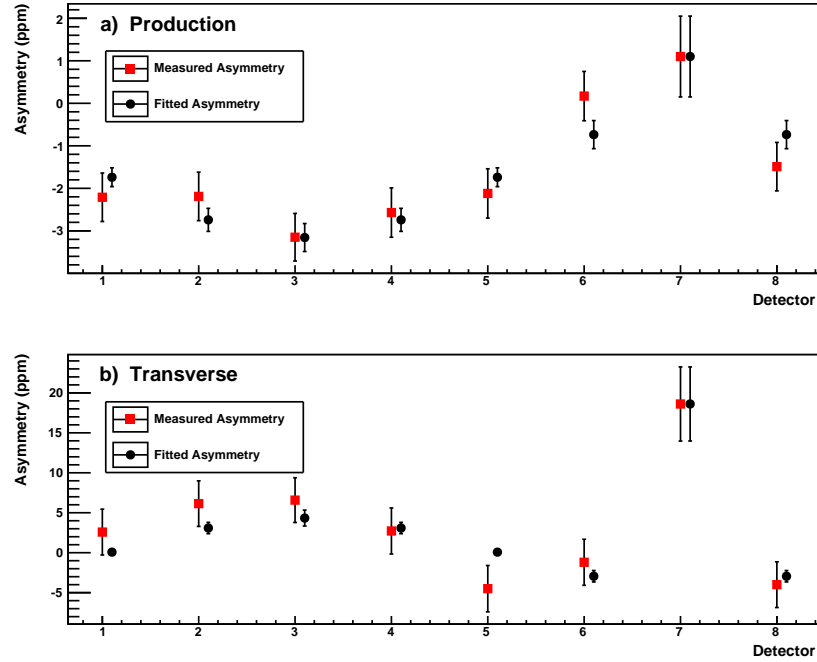 a) Production
Asymmetry (ppm)
Measured Asymmetry
Fitted Asymmetry
2
1
0
-1
-2
-3
1 2 3 4 5 6 7 8
Detector
b) Transverse
Asymmetry (ppm)
Measured Asymmetry
Fitted Asymmetry
20
15
10
5
0
-5
1 2 3 4 5 6 7 8
Detector